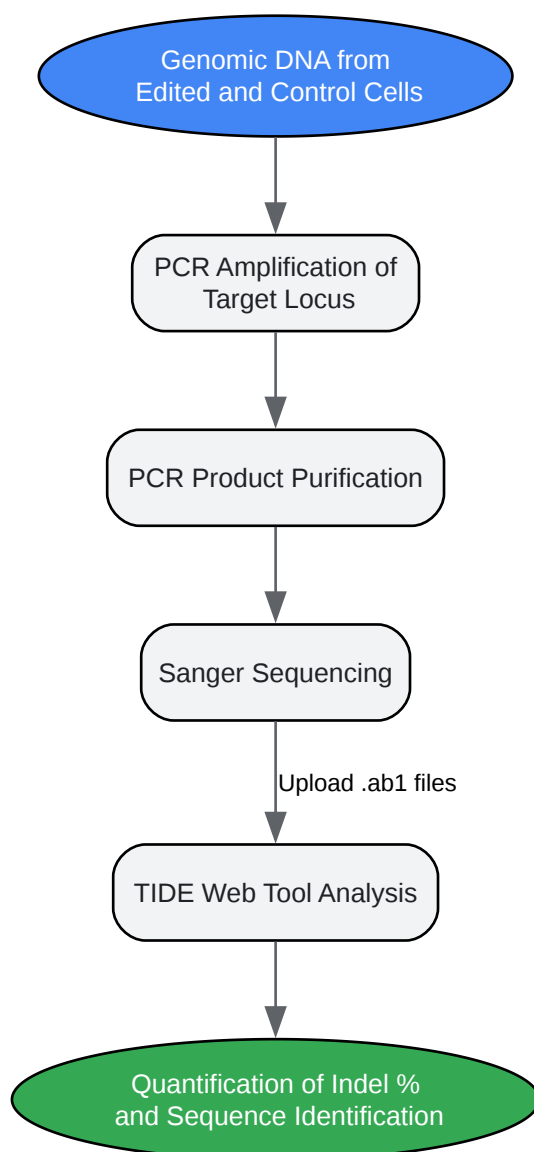 Genomic DNA from
Edited and Control Cells
PCR Amplification of
Target Locus
PCR Product Purification
Sanger Sequencing
Upload .ab1 files
TIDE Web Tool Analysis
Quantification of Indel %
and Sequence Identification